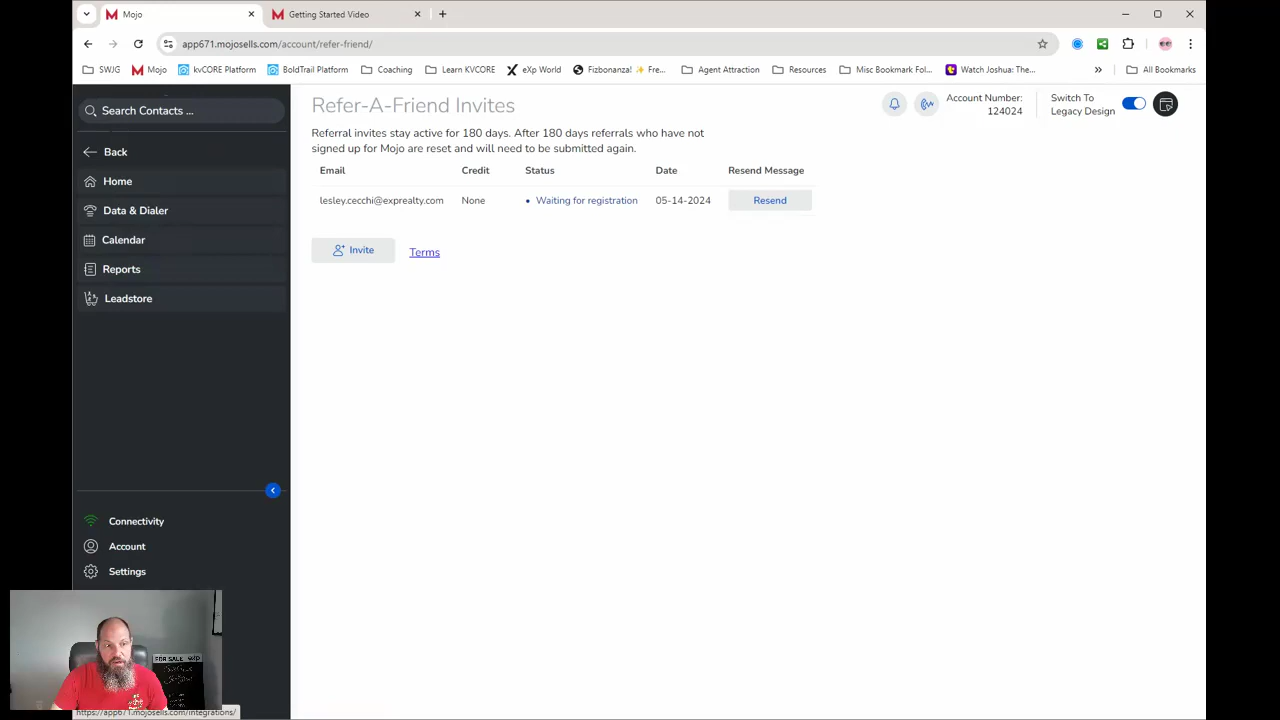 Mojo
Getting Started Video
app671.mojosells.com/account/refer-friend/
SWJG
Mojo
kvCORE Platform
BoldTrail Platform
Coaching
Learn KVCORE
eXp World
Fizbonanza! ✨ Fre...
Agent Attraction
Resources
Misc Bookmark Fol...
Watch Joshua: The...
»
All Bookmarks
Search Contacts ...
Back
Home
Data & Dialer
Calendar
Reports
Leadstore
Connectivity
Account
Settings
Refer-A-Friend Invites
Referral invites stay active for 180 days. After 180 days referrals who have not
signed up for Mojo are reset and will need to be submitted again.
Email Credit Status Date Resend Message
lesley.cecchi@exprealty.com None • Waiting for registration 05-14-2024 Resend
Invite Terms
Account Number:
124024
Switch To
Legacy Design
FOR SALE eXp
https://app671.mojosells.com/integrations/